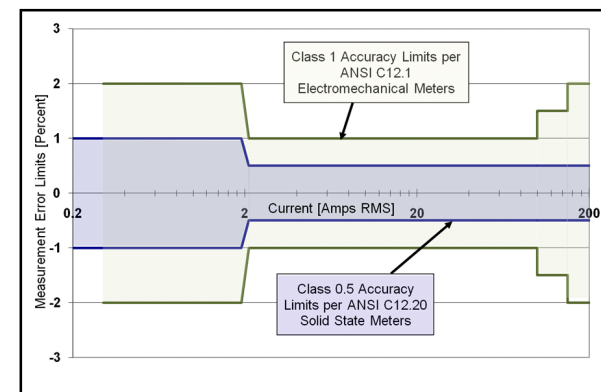 3
Class 1 Accuracy Limits per
ANSI C12.1
Electromechanical Meters
2
1
0
-1
-2
-3
Measurement Error Limits [Percent]
0.2
2
20
200
Current [Amps RMS]
Class 0.5 Accuracy
Limits per ANSI C12.20
Solid State Meters